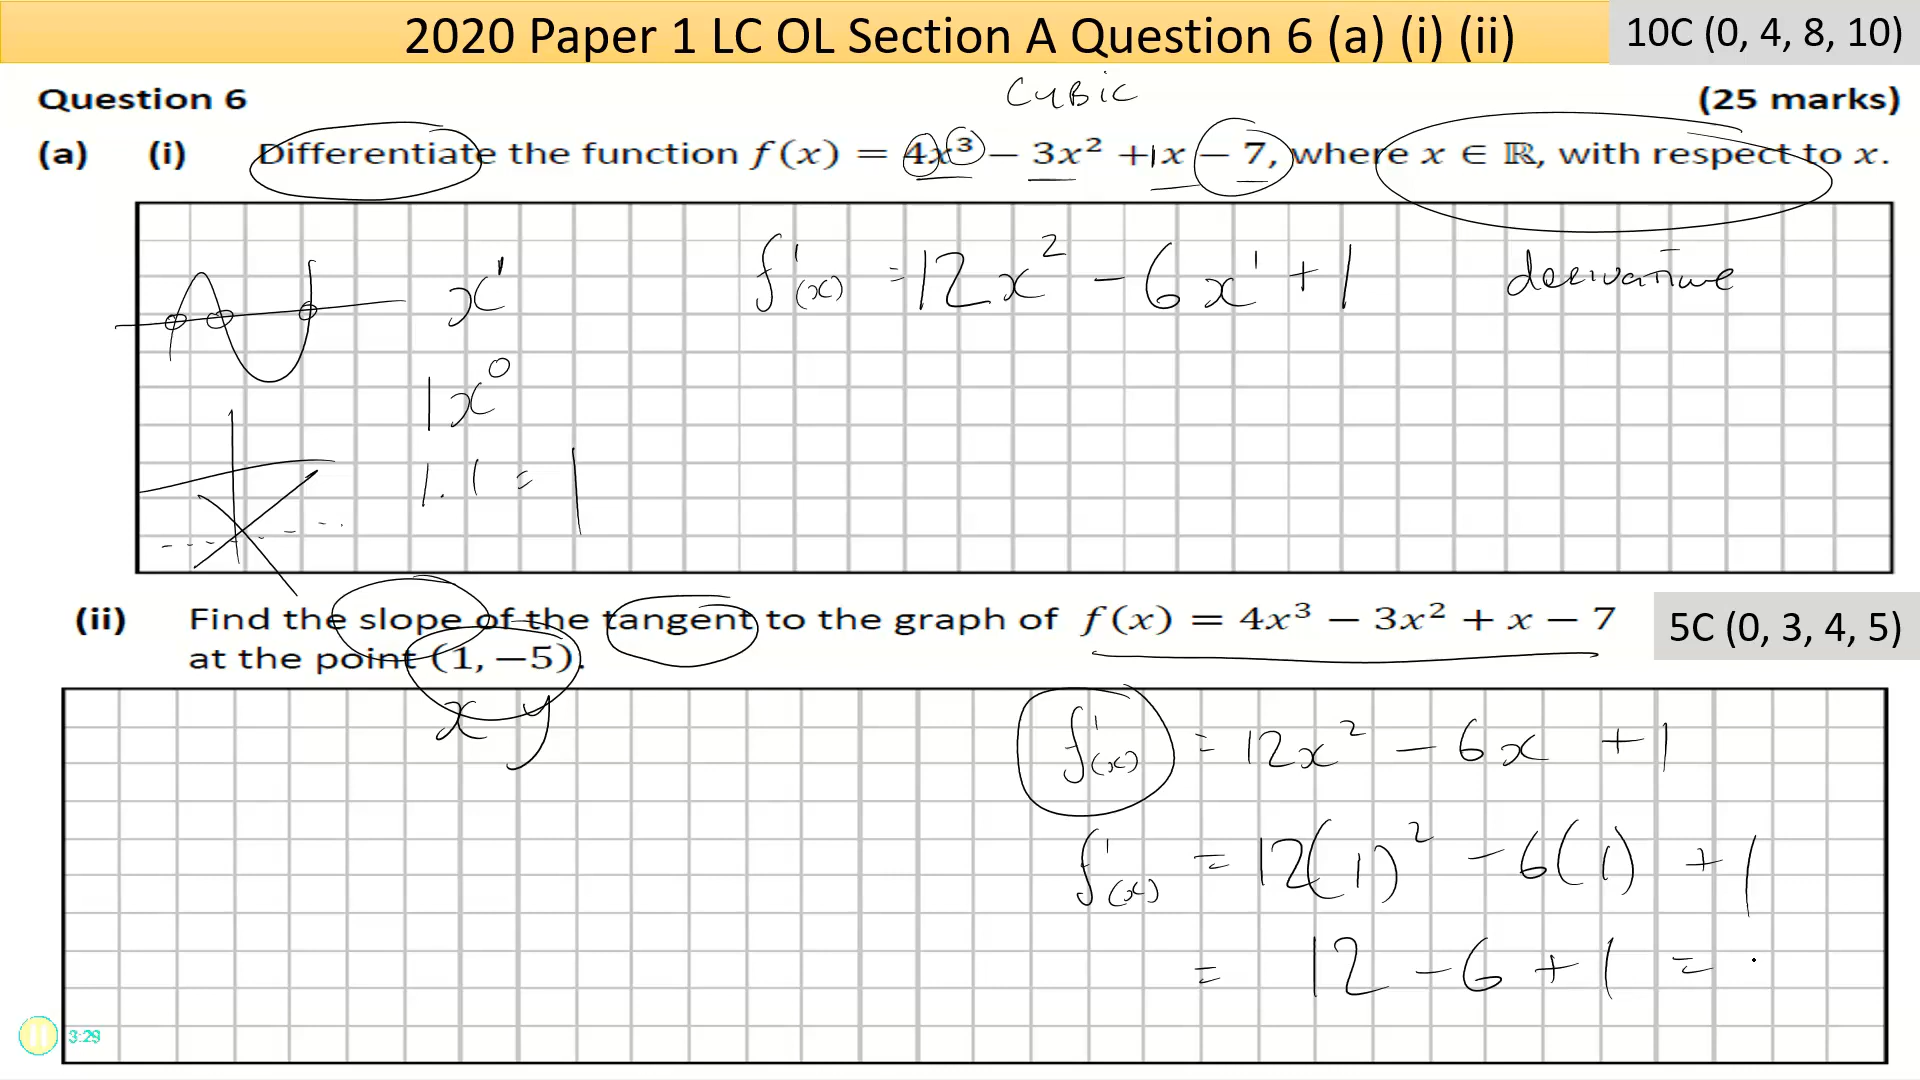 2020 Paper 1 LC OL Section A Question 6 (a) (i) (ii)
10C (0, 4, 8, 10)
CUBIC
Question 6
(25 marks)
(a) (i) Differentiate the function f(x) = 4x³ − 3x² + 1x − 7, where x ∈ ℝ, with respect to x.
f'(x) = 12x² − 6x¹ + 1
derivative
x¹
1x⁰
1.1 = 1
(ii) Find the slope of the tangent to the graph of f(x) = 4x³ − 3x² + x − 7
at the point (1, −5).
5C (0, 3, 4, 5)
x y
f'(x) = 12x² − 6x + 1
f'(x) = 12(1)² − 6(1) + 1
= 12 − 6 + 1 =
3:29